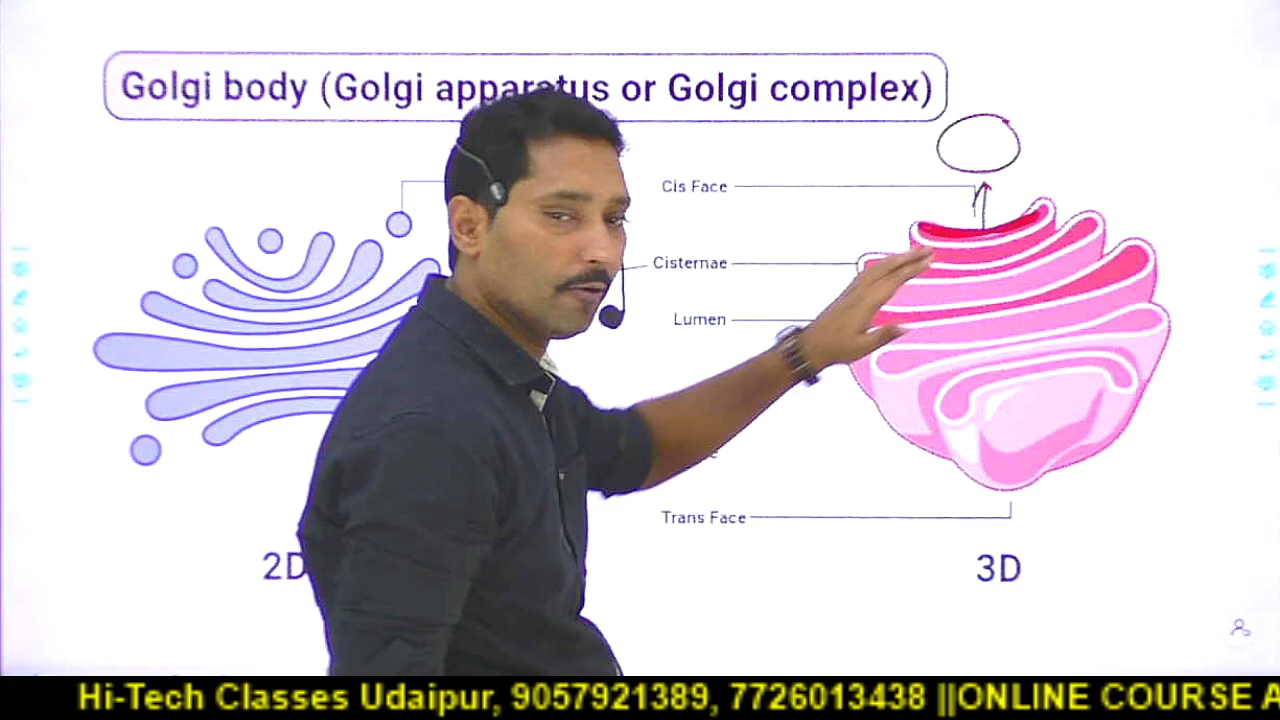 Golgi body (Golgi apparatus or Golgi complex)
Cis Face
Cisternae
Lumen
Trans Face
2D
3D
Hi-Tech Classes Udaipur, 9057921389, 7726013438 ||ONLINE COURSE A